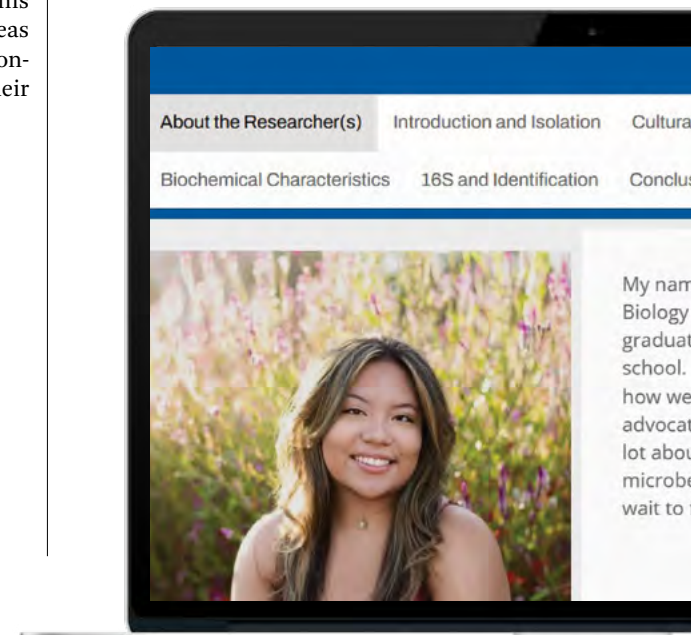 eas
on-
eir
About the Researcher(s) Introduction and Isolation Cultura
Biochemical Characteristics 16S and Identification Conclus
My nam
Biology
graduat
school.
how we
advocat
lot abou
microbe
wait to